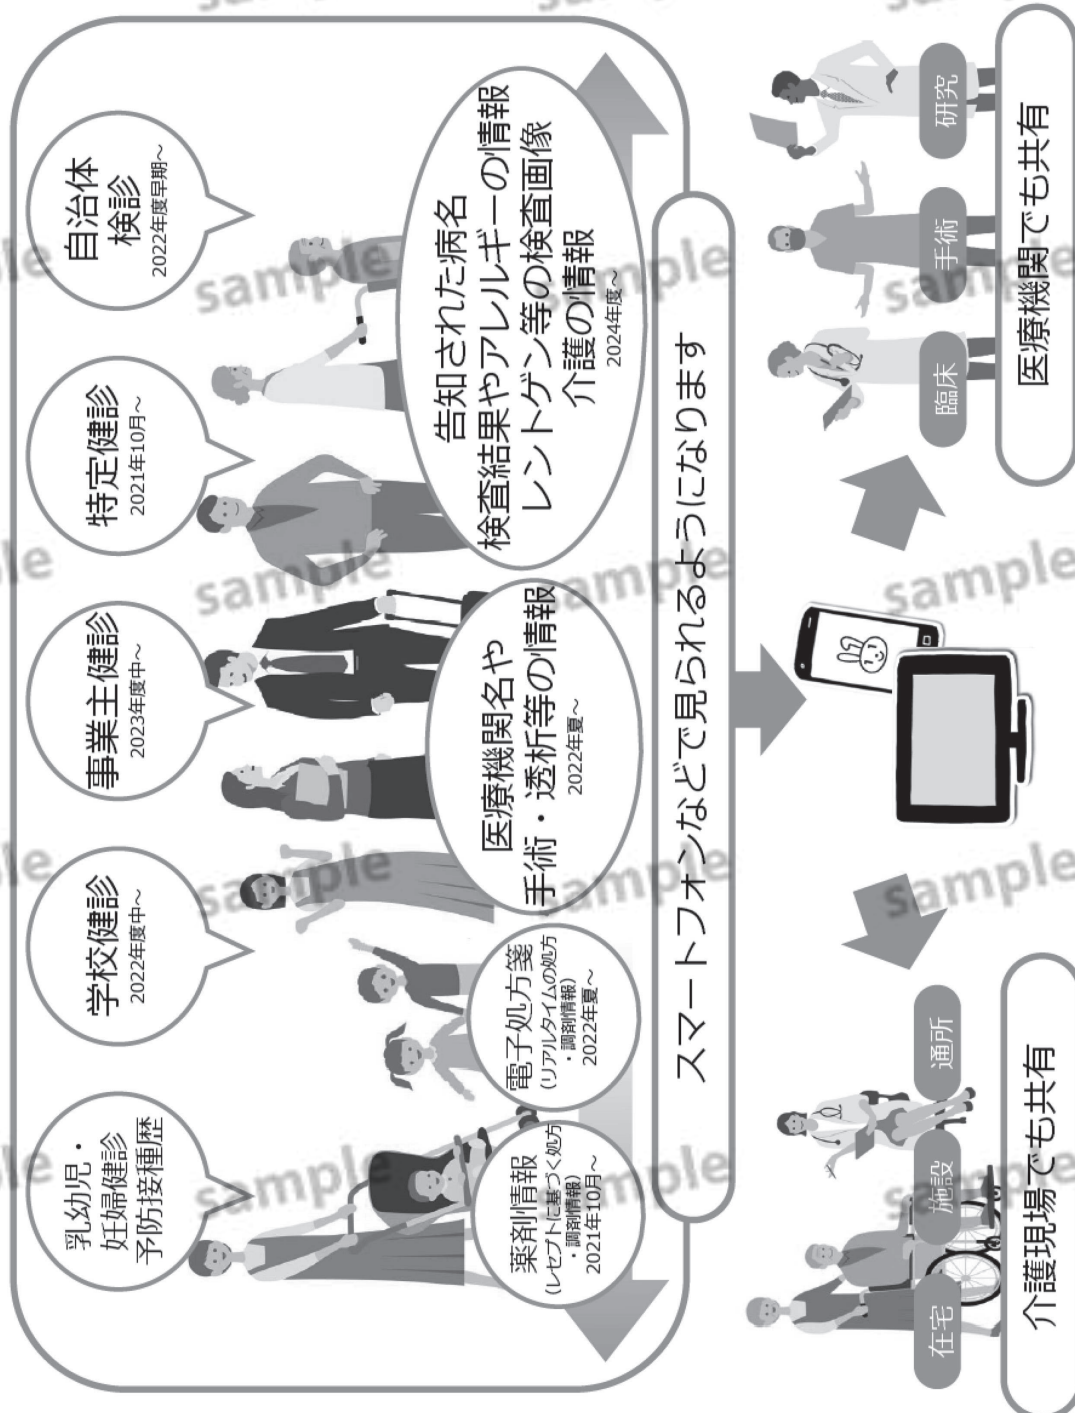 乳幼児・
妊婦健診
予防接種歴
学校健診
2022年度中～
事業主健診
2023年度中～
特定健診
2021年10月～
自治体
検診
2022年度早期～
薬剤情報
(レセプトに基づく処方
・調剤情報)
2021年10月～
電子処方箋
(リアルタイムの処方
・調剤情報)
2022年夏～
医療機関名や
手術・透析等の情報
2022年夏～
告知された病名
検査結果やアレルギーの情報
レントゲン等の検査画像
介護の情報
2024年度～
スマートフォンなどで見られるようになります
在宅
施設
通所
介護現場でも共有
臨床
手術
研究
医療機関でも共有
sample
sample
sample
sample
sample
sample
sample
sample
sample
sample
sample
sample